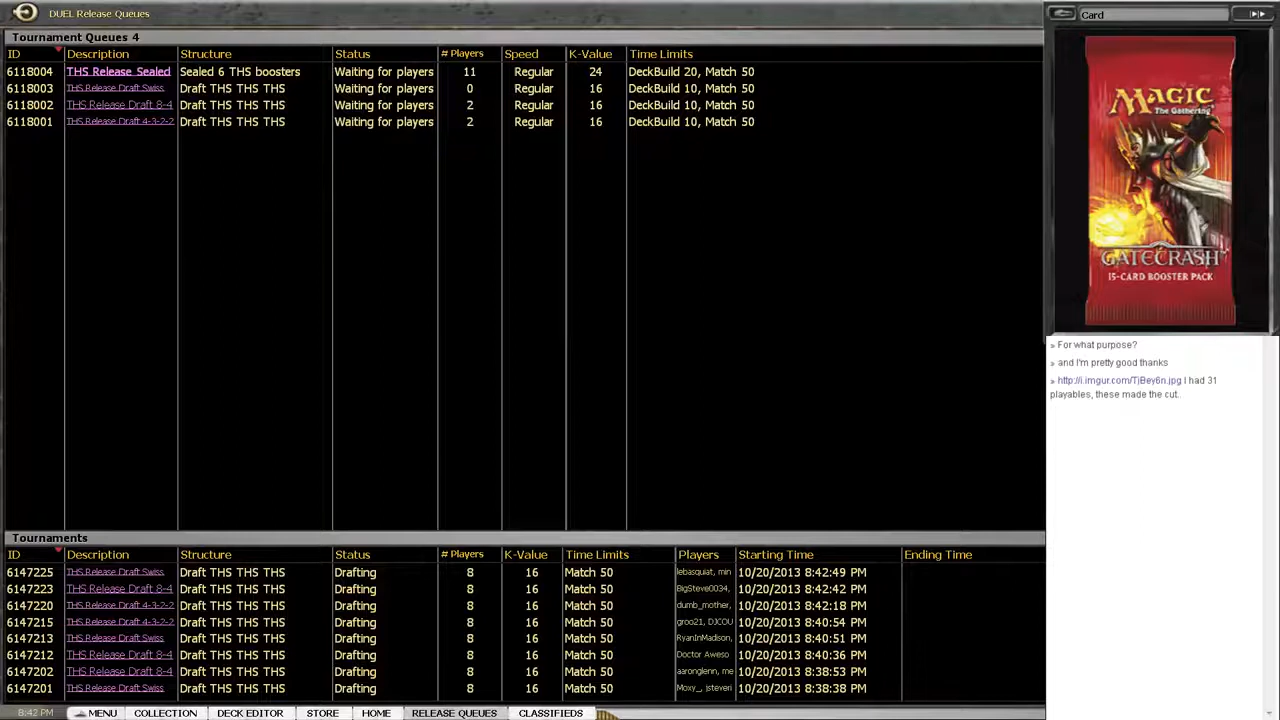 DUEL Release Queues
Card
Tournament Queues 4
ID Description Structure Status # Players Speed K-Value Time Limits
6118004 THS Release Sealed Sealed 6 THS boosters Waiting for players 11 Regular 24 DeckBuild 20, Match 50
6118003 THS Release Draft Swiss Draft THS THS THS Waiting for players 0 Regular 16 DeckBuild 10, Match 50
6118002 THS Release Draft 8-4 Draft THS THS THS Waiting for players 2 Regular 16 DeckBuild 10, Match 50
6118001 THS Release Draft 4-3-2-2 Draft THS THS THS Waiting for players 2 Regular 16 DeckBuild 10, Match 50
MAGIC
The Gathering
GATECRASH
15-CARD BOOSTER PACK
» For what purpose?
» and I'm pretty good thanks
» http://i.imgur.com/TjBey6n.jpg I had 31
playables, these made the cut..
Tournaments
ID Description Structure Status # Players K-Value Time Limits Players Starting Time Ending Time
6147225 THS Release Draft Swiss Draft THS THS THS Drafting 8 16 Match 50 lebasquiat, min 10/20/2013 8:42:49 PM
6147223 THS Release Draft 8-4 Draft THS THS THS Drafting 8 16 Match 50 BigSteve0034, 10/20/2013 8:42:42 PM
6147220 THS Release Draft 4-3-2-2 Draft THS THS THS Drafting 8 16 Match 50 dumb_mother, 10/20/2013 8:42:18 PM
6147215 THS Release Draft 4-3-2-2 Draft THS THS THS Drafting 8 16 Match 50 groo21, DJCOU 10/20/2013 8:40:54 PM
6147213 THS Release Draft Swiss Draft THS THS THS Drafting 8 16 Match 50 RyanInMadison, 10/20/2013 8:40:51 PM
6147212 THS Release Draft 8-4 Draft THS THS THS Drafting 8 16 Match 50 Doctor Aweso 10/20/2013 8:40:36 PM
6147202 THS Release Draft 8-4 Draft THS THS THS Drafting 8 16 Match 50 aaronglenn, me 10/20/2013 8:38:53 PM
6147201 THS Release Draft Swiss Draft THS THS THS Drafting 8 16 Match 50 Moxy_, jsteveri 10/20/2013 8:38:38 PM
8:42 PM MENU COLLECTION DECK EDITOR STORE HOME RELEASE QUEUES CLASSIFIEDS